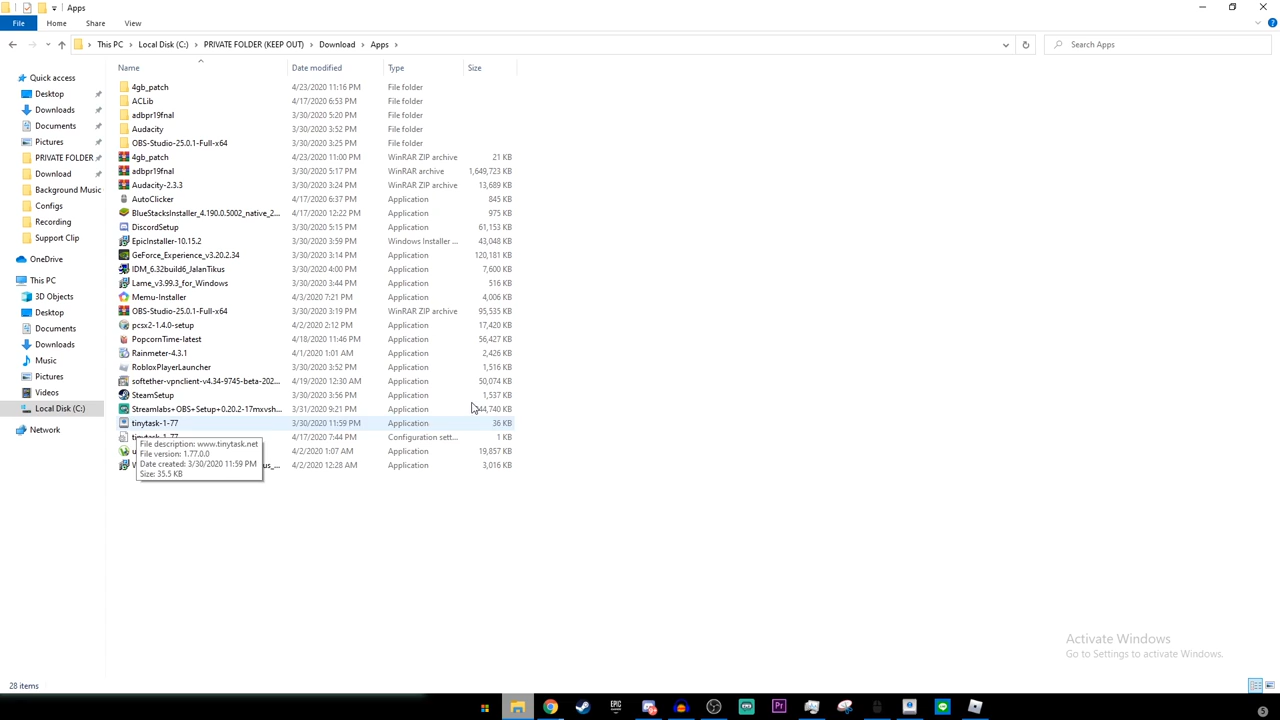 Apps
File Home Share View
This PC Local Disk (C:) PRIVATE FOLDER (KEEP OUT) Download Apps
Search Apps
Name Date modified Type Size
Quick access
Desktop
Downloads
Documents
Pictures
PRIVATE FOLDER
Download
Background Music
Configs
Recording
Support Clip
OneDrive
This PC
3D Objects
Desktop
Documents
Downloads
Music
Pictures
Videos
Local Disk (C:)
Network
4gb_patch 4/23/2020 11:16 PM File folder
ACLib 4/17/2020 6:53 PM File folder
adbpr19fnal 3/30/2020 5:20 PM File folder
Audacity 3/30/2020 3:25 PM File folder
OBS-Studio-25.0.1-Full-x64 3/30/2020 3:25 PM File folder
4gb_patch 4/23/2020 11:00 PM WinRAR ZIP archive 21 KB
adbpr19fnal 3/30/2020 5:17 PM WinRAR archive 1,649,723 KB
Audacity-2.3.3 3/30/2020 3:24 PM WinRAR ZIP archive 13,689 KB
AutoClicker 4/17/2020 6:37 PM Application 845 KB
BlueStacksInstaller_4.190.0.5002_native_2... 4/17/2020 12:22 PM Application 975 KB
DiscordSetup 3/30/2020 5:15 PM Application 61,153 KB
EpicInstaller-10.15.2 3/30/2020 3:59 PM Windows Installer ... 43,048 KB
GeForce_Experience_v3.20.2.34 3/30/2020 3:14 PM Application 120,181 KB
IDM_6.32build6_JalanTikus 3/30/2020 4:00 PM Application 7,600 KB
Lame_v3.99.3_for_Windows 3/30/2020 3:44 PM Application 516 KB
Memu-Installer 4/3/2020 7:21 PM Application 4,006 KB
OBS-Studio-25.0.1-Full-x64 3/30/2020 3:19 PM WinRAR ZIP archive 95,535 KB
pcsx2-1.4.0-setup 4/2/2020 2:12 PM Application 17,420 KB
PopcornTime-latest 4/18/2020 11:46 PM Application 56,427 KB
Rainmeter-4.3.1 4/1/2020 1:01 AM Application 2,426 KB
RobloxPlayerLauncher 3/30/2020 3:52 PM Application 1,516 KB
softether-vpnclient-v4.34-9745-beta-202... 4/19/2020 12:30 AM Application 50,074 KB
SteamSetup 3/30/2020 3:56 PM Application 1,537 KB
Streamlabs+OBS+Setup+0.20.2-17mxvsh... 3/31/2020 9:21 PM Application 44,740 KB
tinytask-1-77 3/30/2020 11:59 PM Application 36 KB
tinytask-1-77 4/17/2020 7:44 PM Configuration sett... 1 KB
4/2/2020 1:07 AM Application 19,857 KB
us_... 4/2/2020 12:28 AM Application 3,016 KB
File description: www.tinytask.net
File version: 1.77.0.0
Date created: 3/30/2020 11:59 PM
Size: 35.5 KB
Activate Windows
Go to Settings to activate Windows.
28 items